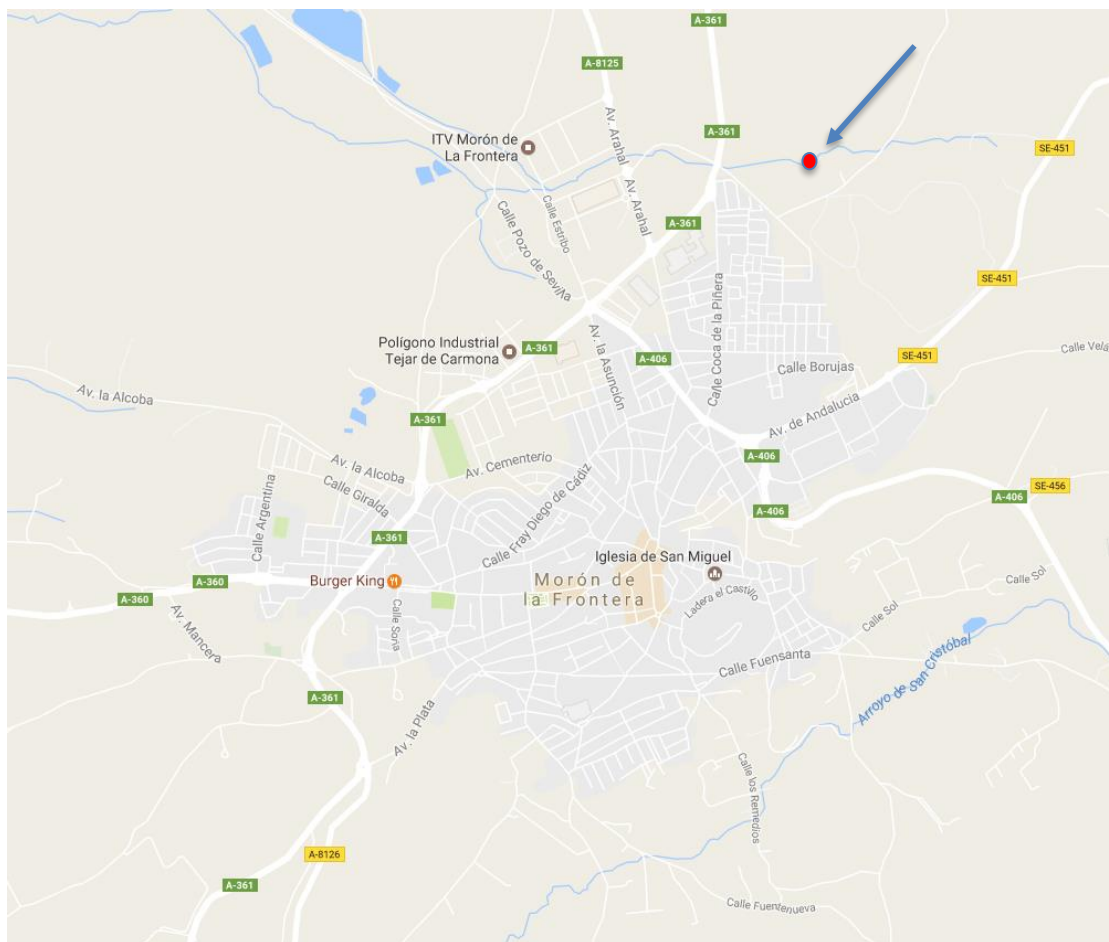 A-361
A-8125
A-361
ITV Morón de
La Frontera
Av. Arahal
SE-451
SE-451
Calle Estribo
Av. Arahal
Calle Pozo de Sevilla
A-361
SE-451
Polígono Industrial
Tejar de Carmona
A-361
Av. la Asunción
A-406
Calle Coca de la Piñera
Calle Borujas
SE-451
Calle Vela
Av. la Alcoba
A-361
Av. de Andalucia
A-406
Av. la Alcoba
Av. Cementerio
Calle Giralda
Calle Argentina
Calle Fray Diego de Cádiz
SE-456
A-406
A-406
A-361
Iglesia de San Miguel
A-360
Burger King
Morón de
la Frontera
Ladera el Castillo
Calle Sol
A-360
Calle Soria
Calle Sol
Av. Mancera
Calle Fuensanta
Arroyo de San Cristóbal
A-361
Av. la Plata
Calle los Remedios
A-8126
A-361
Calle Fuentenueva